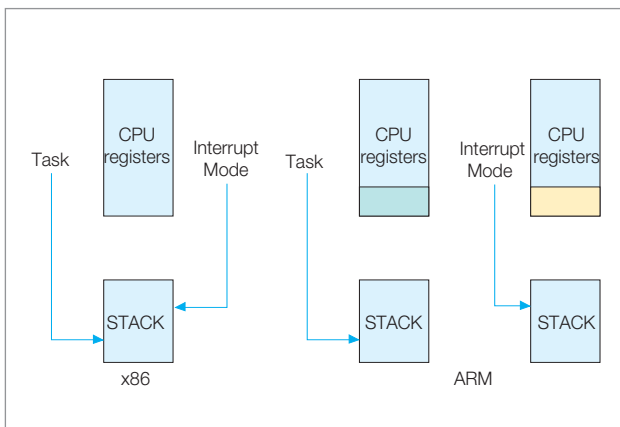 CPU
registers
Task
Interrupt
Mode
STACK
x86
CPU
registers
Task
STACK
CPU
registers
Interrupt
Mode
STACK
ARM